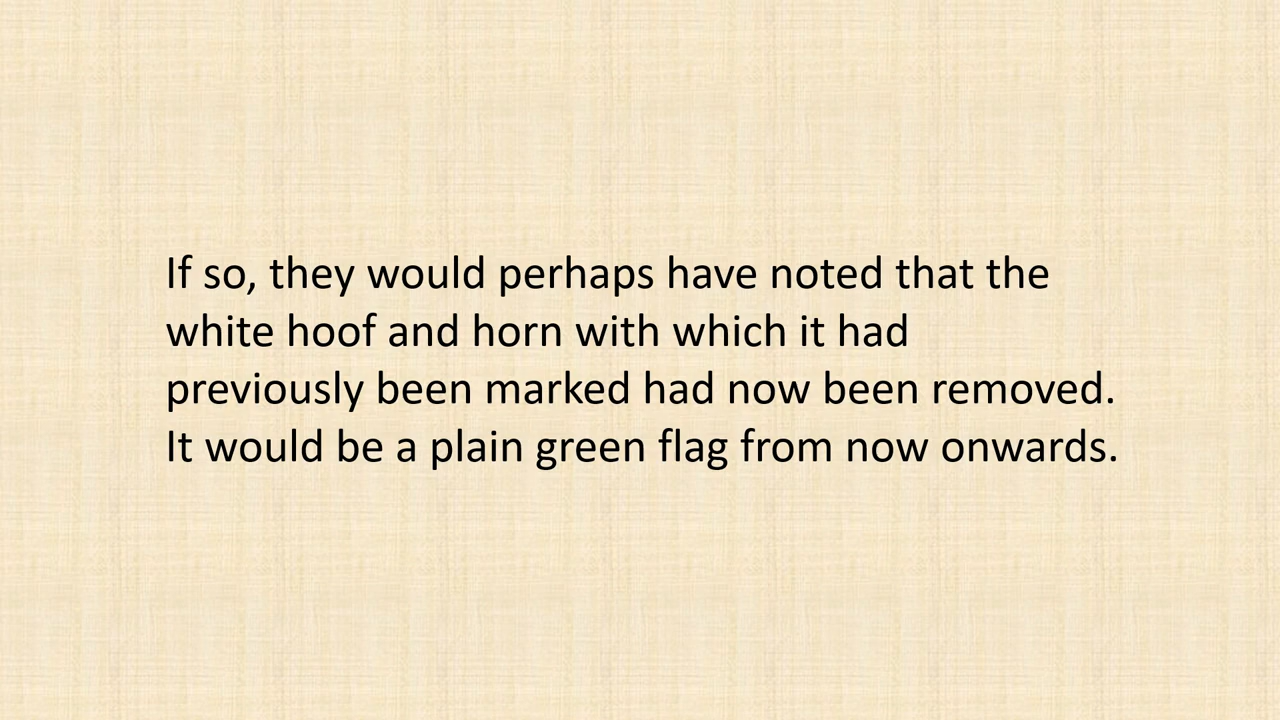 If so, they would perhaps have noted that the
white hoof and horn with which it had
previously been marked had now been removed.
It would be a plain green flag from now onwards.